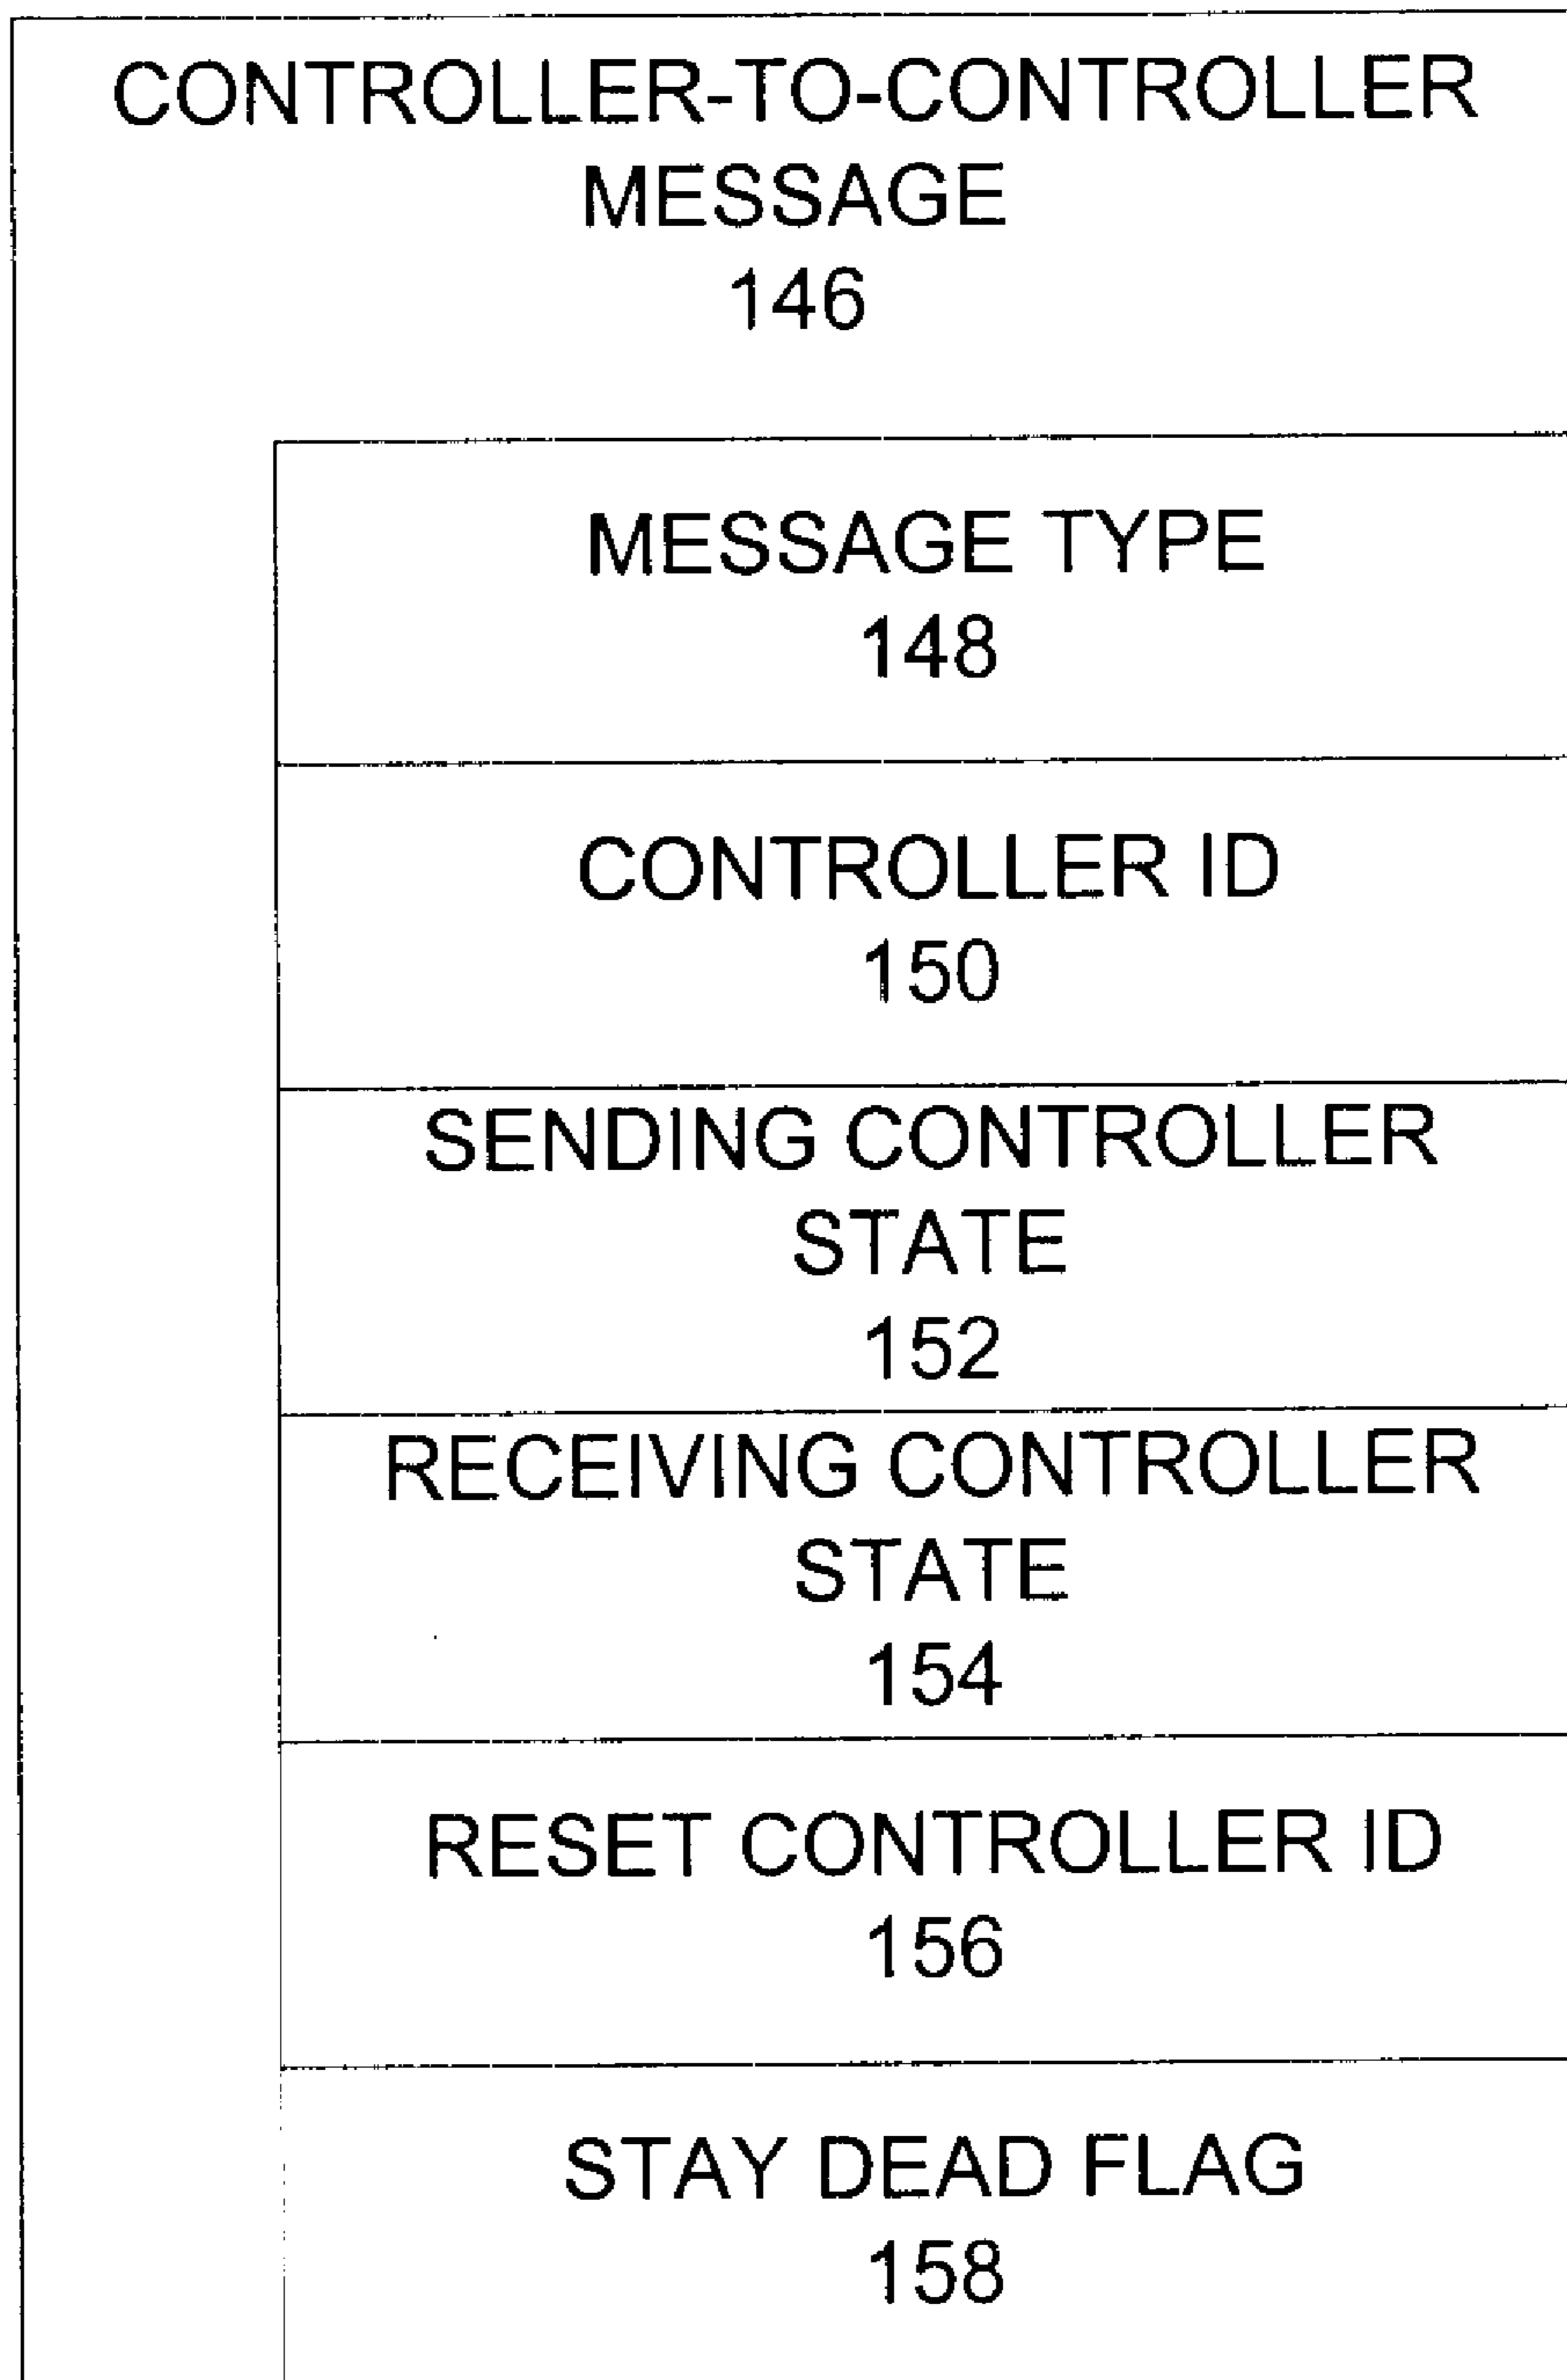 CONTROLLER-TO-CONTROLLER
MESSAGE
146
MESSAGE TYPE
148
CONTROLLER ID
150
SENDING CONTROLLER
STATE
152
RECEIVING CONTROLLER
STATE
154
RESET CONTROLLER ID
156
STAY DEAD FLAG
158